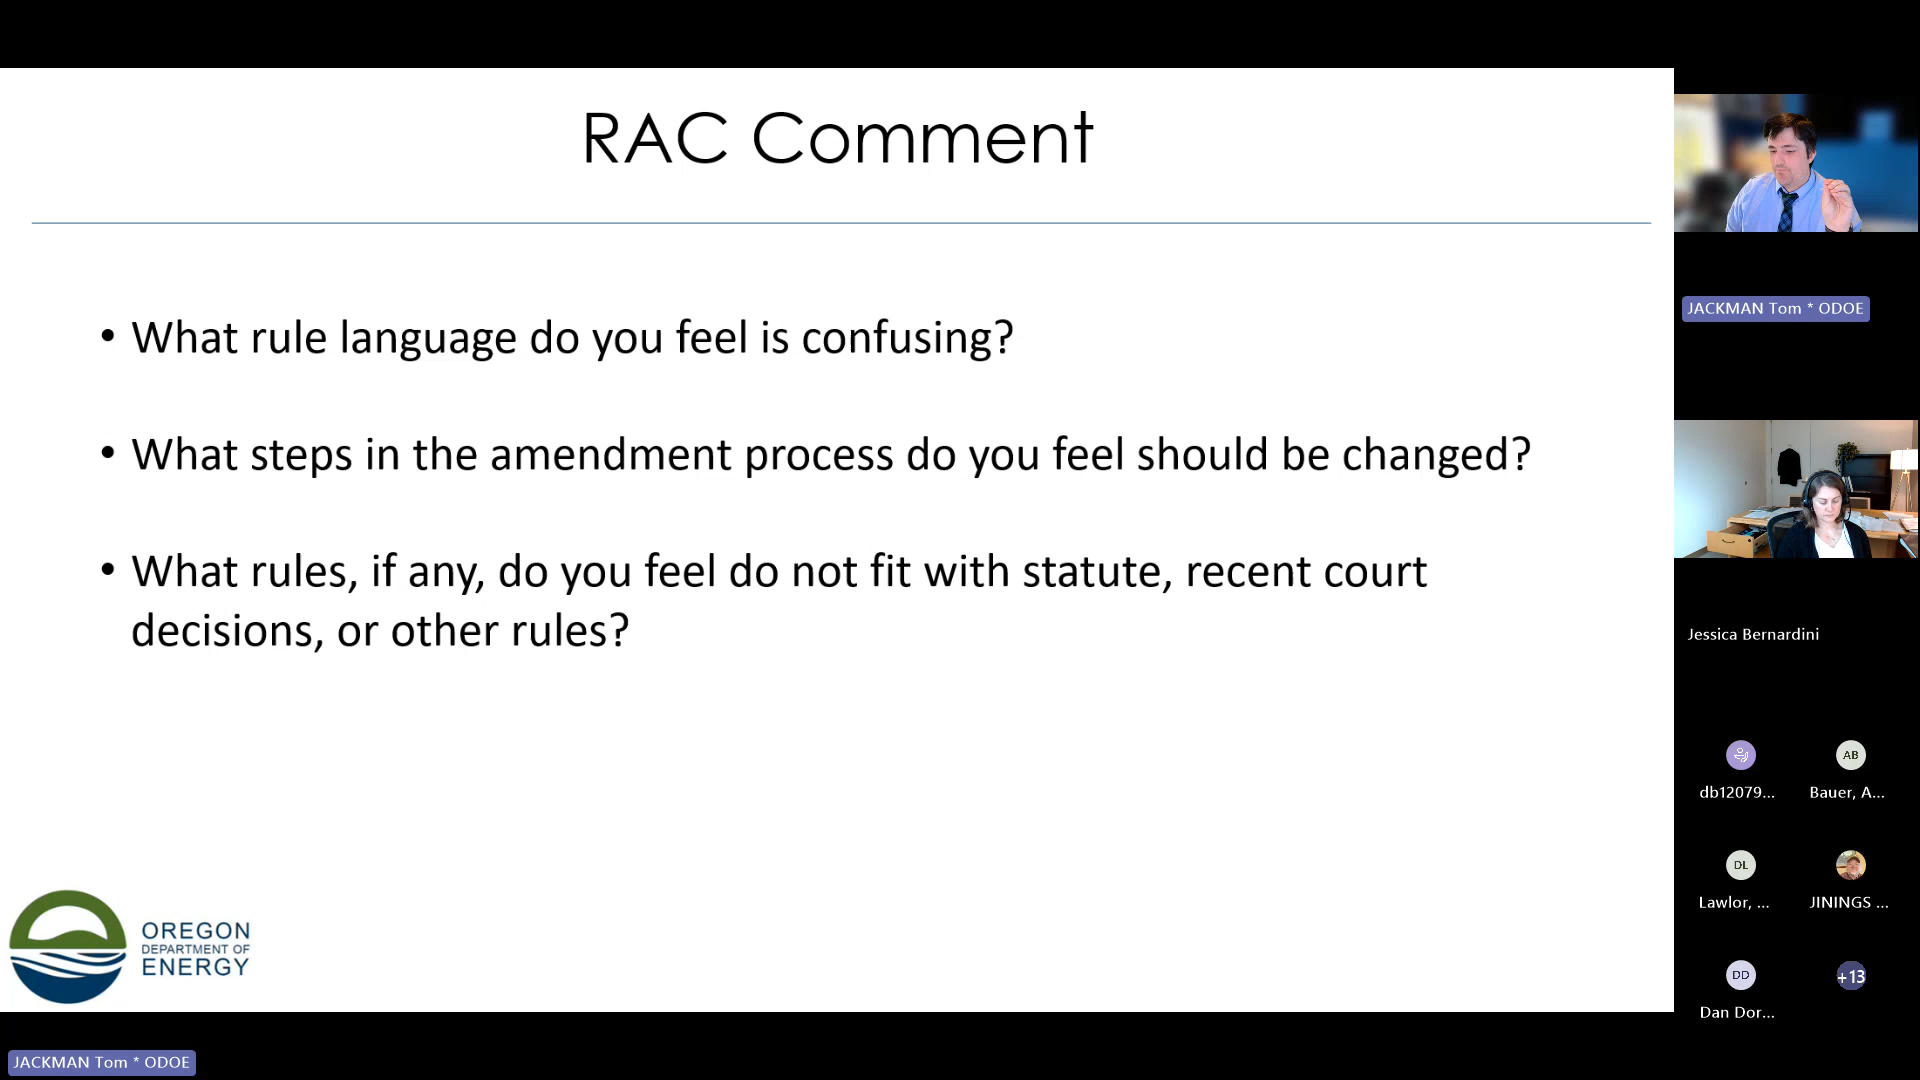 RAC Comment
• What rule language do you feel is confusing?
• What steps in the amendment process do you feel should be changed?
• What rules, if any, do you feel do not fit with statute, recent court
decisions, or other rules?
OREGON
DEPARTMENT OF
ENERGY
JACKMAN Tom * ODOE
JACKMAN Tom * ODOE
Jessica Bernardini
AB
db12079...
Bauer, A...
DL
Lawlor, ...
JININGS ...
DD
+13
Dan Dor...